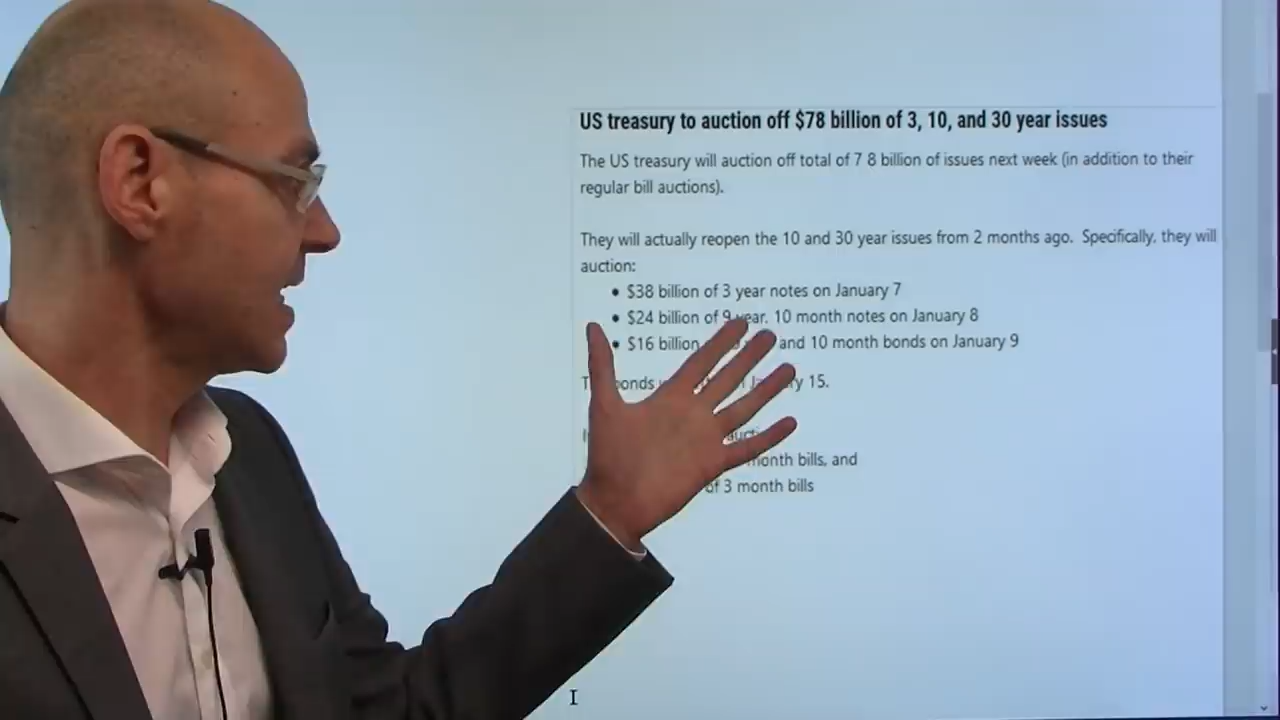 US treasury to auction off $78 billion of 3, 10, and 30 year issues
The US treasury will auction off total of 7 8 billion of issues next week (in addition to their
regular bill auctions).
They will actually reopen the 10 and 30 year issues from 2 months ago. Specifically, they will
auction:
• $38 billion of 3 year notes on January 7
• $24 billion of 9 year, 10 month notes on January 8
• $16 billion and 10 month bonds on January 9
bonds January 15.
month bills, and
of 3 month bills